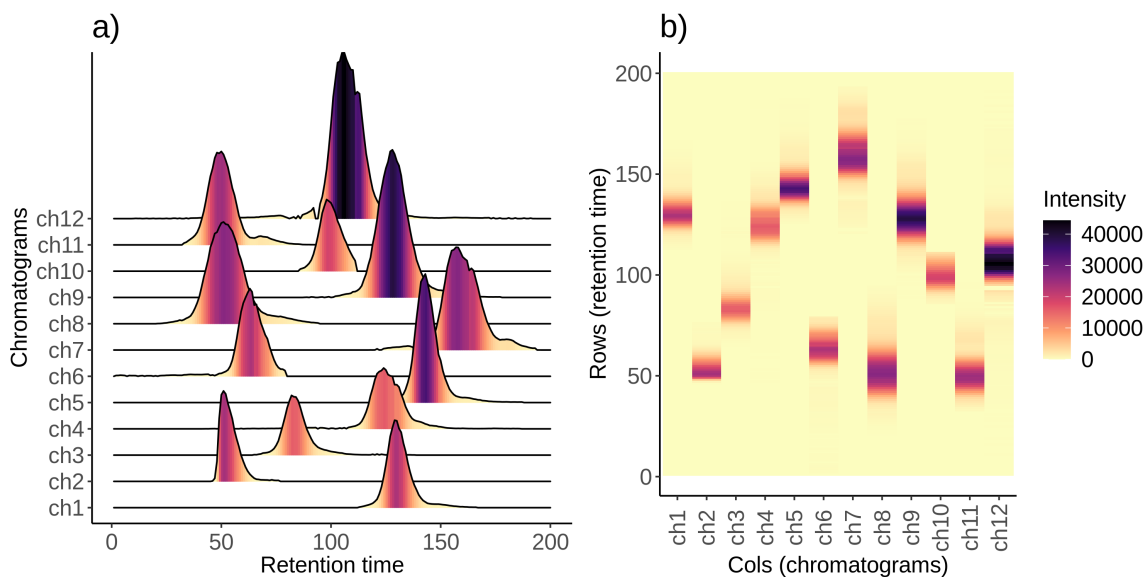 a)
Chromatograms
ch12
ch11
ch10
ch9
ch8
ch7
ch6
ch5
ch4
ch3
ch2
ch1
0 50 100 150 200
Retention time
b)
Rows (retention time)
200
150
100
50
0
ch1 ch2 ch3 ch4 ch5 ch6 ch7 ch8 ch9 ch10 ch11 ch12
Cols (chromatograms)
Intensity
40000
30000
20000
10000
0